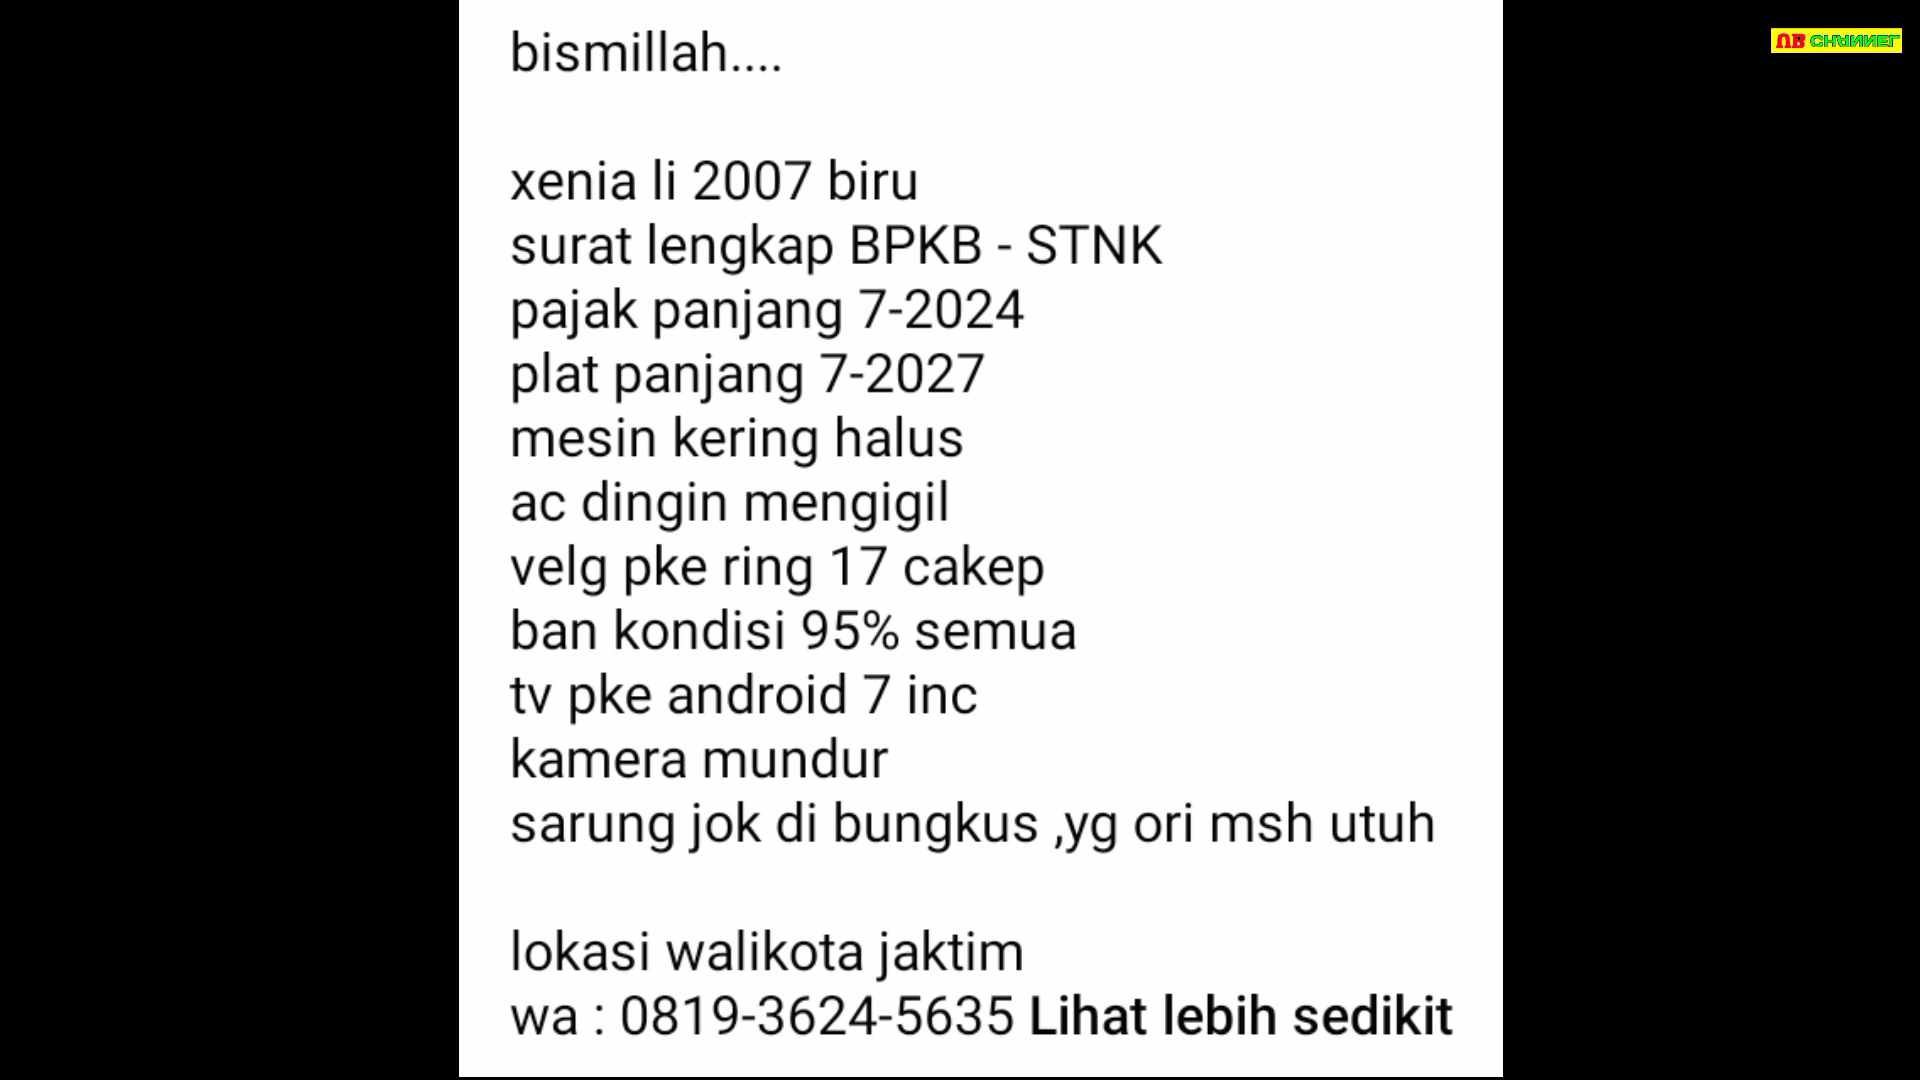 bismillah....
xenia li 2007 biru
surat lengkap BPKB - STNK
pajak panjang 7-2024
plat panjang 7-2027
mesin kering halus
ac dingin mengigil
velg pke ring 17 cakep
ban kondisi 95% semua
tv pke android 7 inc
kamera mundur
sarung jok di bungkus ,yg ori msh utuh
lokasi walikota jaktim
wa : 0819-3624-5635 Lihat lebih sedikit
UB CHANNEL